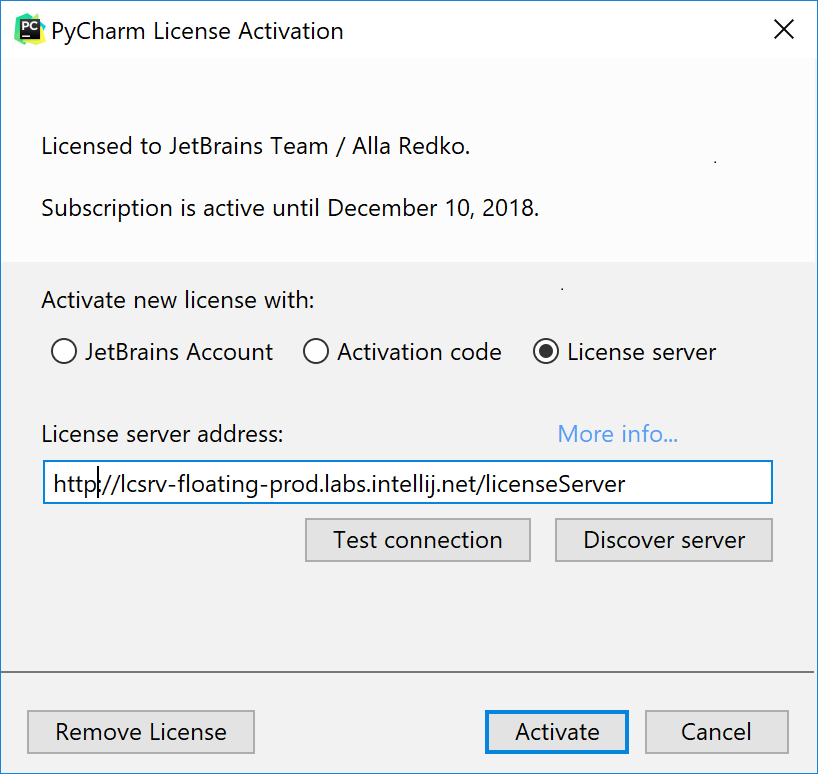 PC PyCharm License Activation
Licensed to JetBrains Team / Alla Redko.
Subscription is active until December 10, 2018.
Activate new license with:
JetBrains Account Activation code License server
License server address: More info...
http://lcsrv-floating-prod.labs.intellij.net/licenseServer
Test connection Discover server
Remove License Activate Cancel